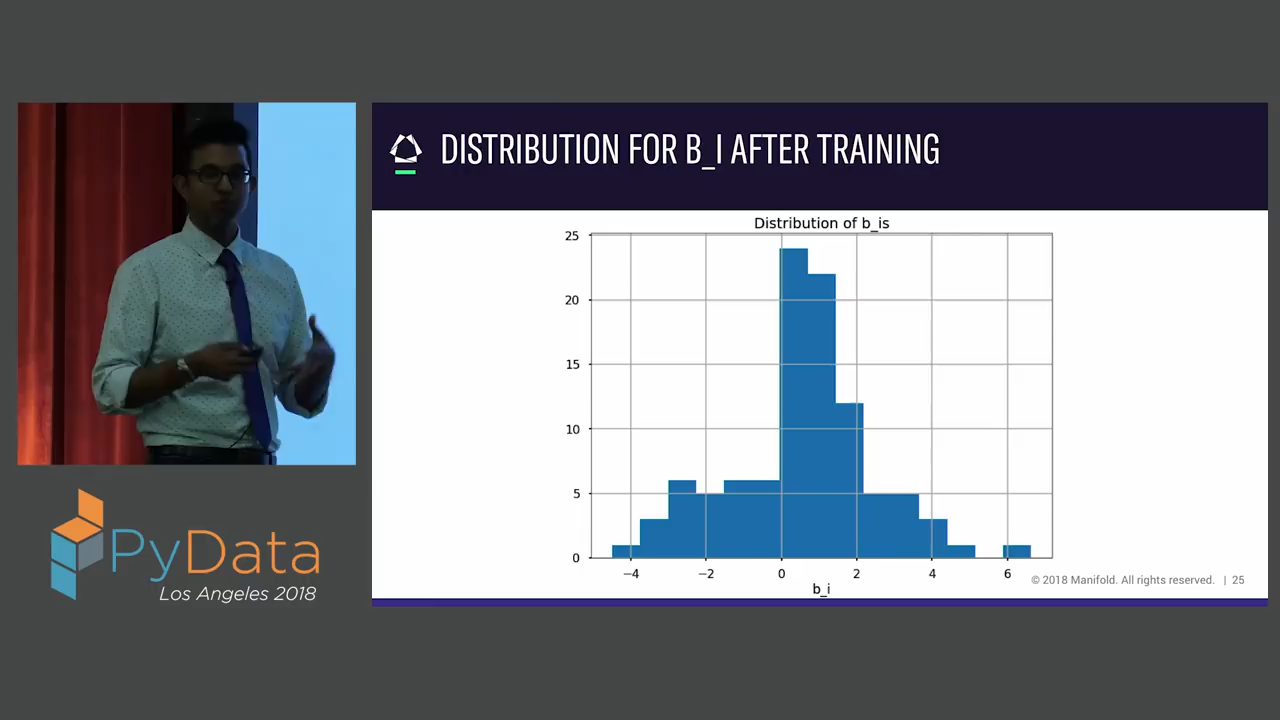 DISTRIBUTION FOR B_I AFTER TRAINING
Distribution of b_is
25
20
15
10
5
0
−4 −2 0 2 4 6
b_i
© 2018 Manifold. All rights reserved. | 25
PyData
Los Angeles 2018